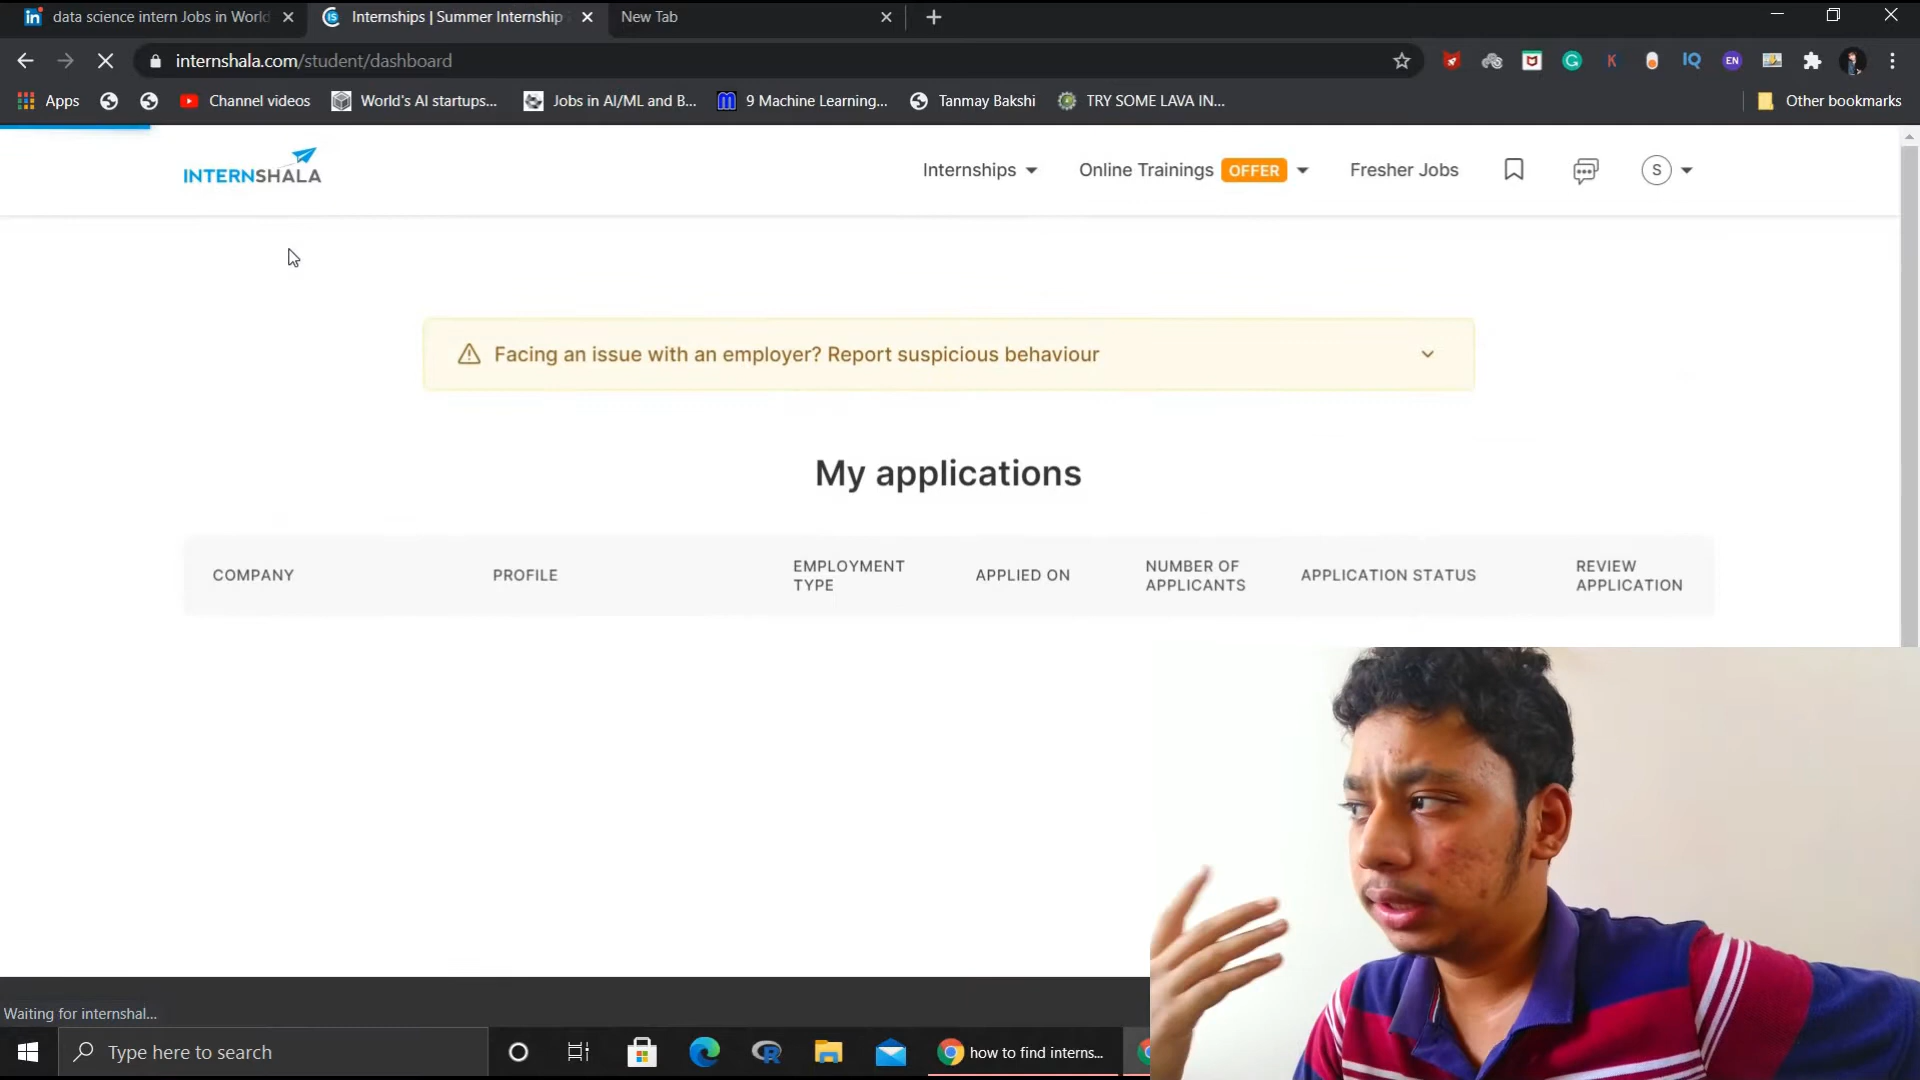 data science intern Jobs in World
Internships | Summer Internship
New Tab
internshala.com/student/dashboard
IQ
EN
Apps
Channel videos
World's AI startups...
Jobs in AI/ML and B...
9 Machine Learning...
Tanmay Bakshi
TRY SOME LAVA IN...
Other bookmarks
INTERNSHALA
Internships
Online Trainings OFFER
Fresher Jobs
S
Facing an issue with an employer? Report suspicious behaviour
My applications
COMPANY
PROFILE
EMPLOYMENT
TYPE
APPLIED ON
NUMBER OF
APPLICANTS
APPLICATION STATUS
REVIEW
APPLICATION
Waiting for internshal...
Type here to search
how to find interns...